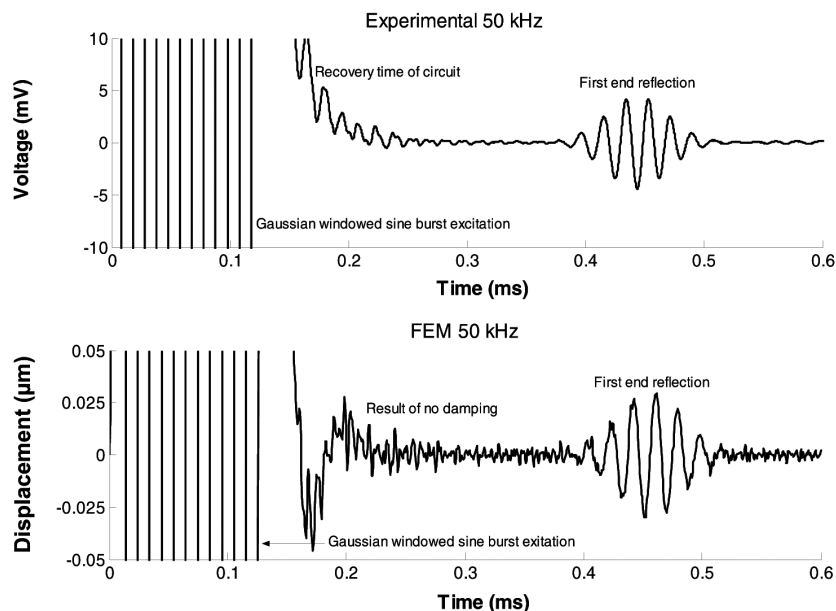 Experimental 50 kHz
10
5
0
-5
-10
Voltage (mV)
Recovery time of circuit
First end reflection
Gaussian windowed sine burst excitation
0
0.1
0.2
0.3
0.4
0.5
0.6
Time (ms)
FEM 50 kHz
0.05
0.025
0
-0.025
-0.05
Displacement (µm)
First end reflection
Result of no damping
Gaussian windowed sine burst exitation
0
0.1
0.2
0.3
0.4
0.5
0.6
Time (ms)